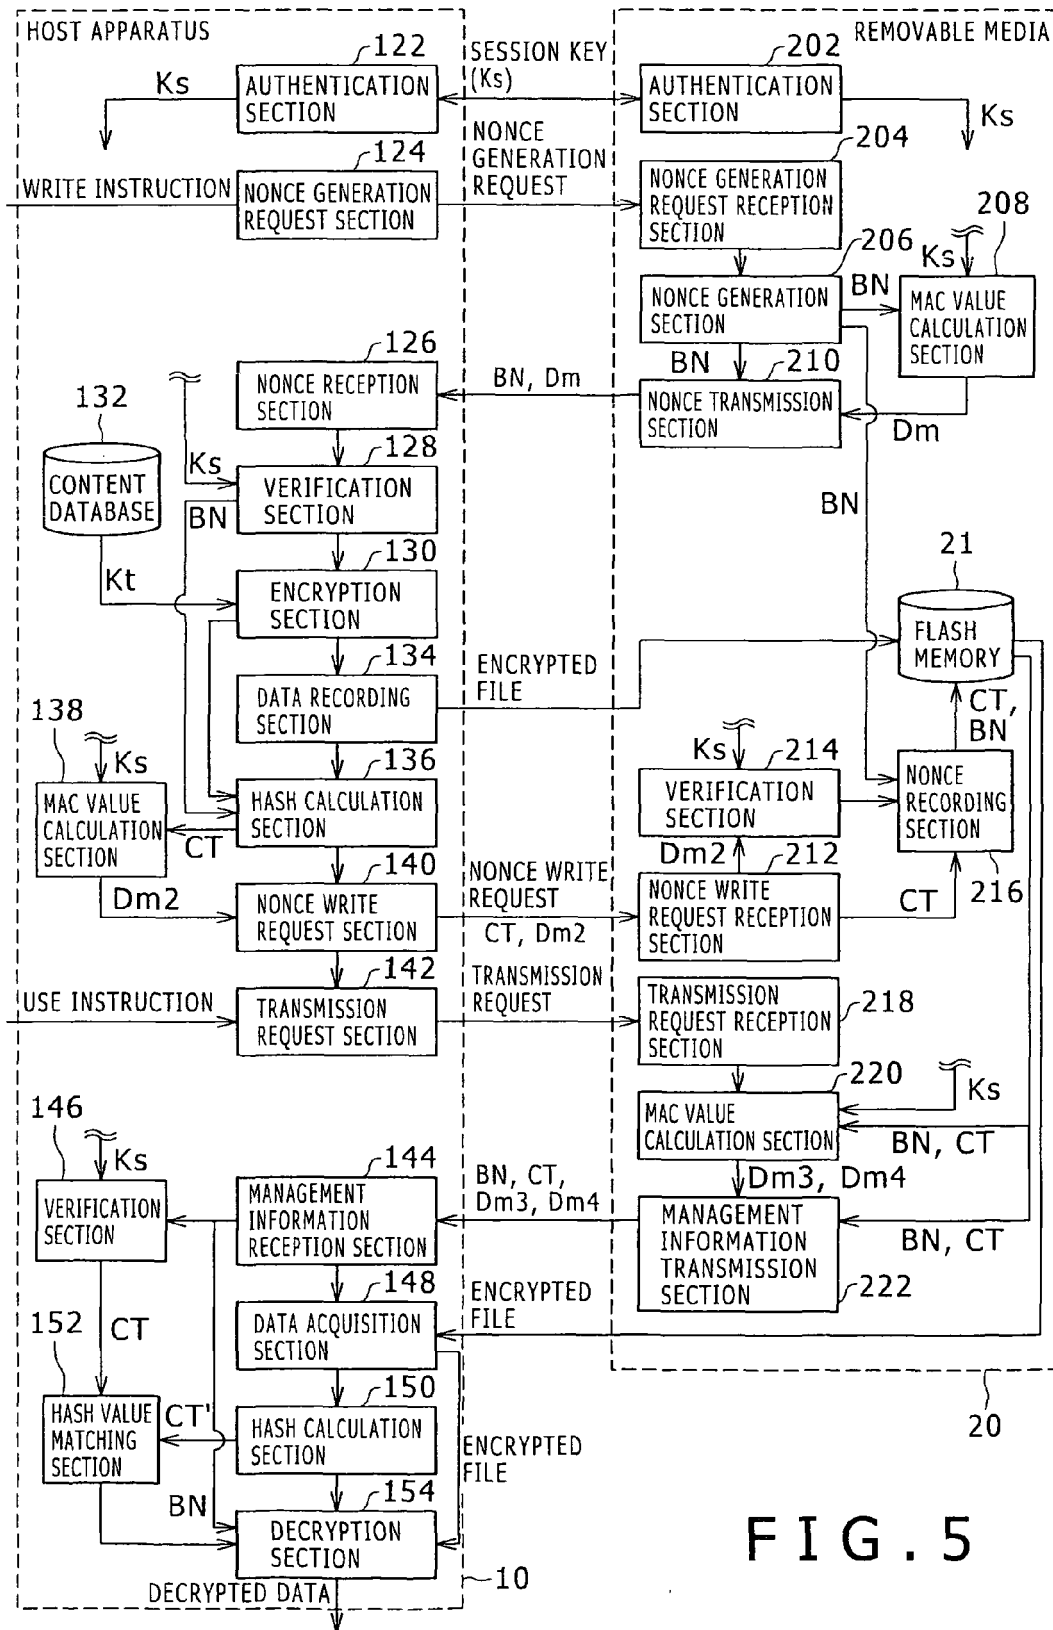 HOST APPARATUS
REMOVABLE MEDIA
122
SESSION KEY
(Ks)
202
Ks
AUTHENTICATION
SECTION
AUTHENTICATION
SECTION
Ks
124
NONCE
GENERATION
REQUEST
204
WRITE INSTRUCTION
NONCE GENERATION
REQUEST SECTION
NONCE GENERATION
REQUEST RECEPTION
SECTION
208
206
Ks
NONCE GENERATION
SECTION
BN
MAC VALUE
CALCULATION
SECTION
126
BN
210
NONCE RECEPTION
SECTION
BN, Dm
NONCE TRANSMISSION
SECTION
Dm
132
128
CONTENT
DATABASE
Ks
VERIFICATION
SECTION
BN
BN
130
21
Kt
ENCRYPTION
SECTION
FLASH
MEMORY
134
ENCRYPTED
FILE
DATA RECORDING
SECTION
CT,
BN
138
136
Ks
214
Ks
MAC VALUE
CALCULATION
SECTION
HASH CALCULATION
SECTION
VERIFICATION
SECTION
NONCE
RECORDING
SECTION
CT
140
Dm2
212
216
Dm2
NONCE WRITE
REQUEST SECTION
NONCE WRITE
REQUEST
CT, Dm2
NONCE WRITE
REQUEST RECEPTION
SECTION
CT
142
TRANSMISSION
REQUEST
USE INSTRUCTION
TRANSMISSION
REQUEST SECTION
TRANSMISSION
REQUEST RECEPTION
SECTION
218
220
Ks
146
MAC VALUE
CALCULATION SECTION
BN, CT
Ks
144
BN, CT,
Dm3, Dm4
Dm3, Dm4
VERIFICATION
SECTION
MANAGEMENT
INFORMATION
RECEPTION SECTION
MANAGEMENT
INFORMATION
TRANSMISSION
SECTION
BN, CT
222
148
ENCRYPTED
FILE
DATA ACQUISITION
SECTION
152
CT
150
20
HASH VALUE
MATCHING
SECTION
CT'
HASH CALCULATION
SECTION
ENCRYPTED
FILE
154
BN
DECRYPTION
SECTION
10
DECRYPTED DATA
FIG. 5